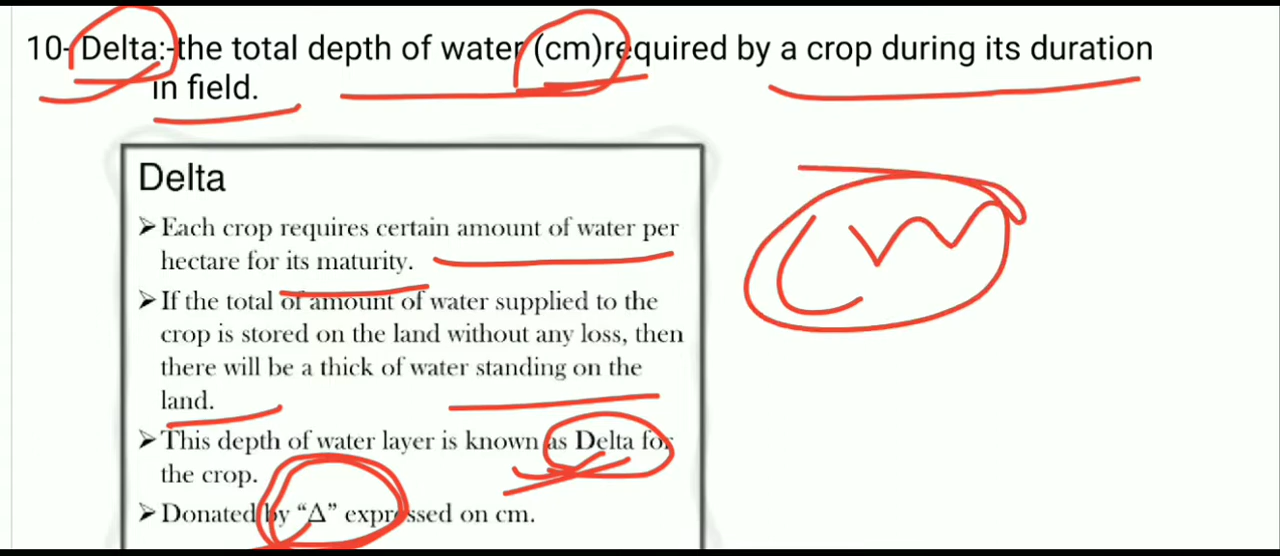 10- Delta:-the total depth of water (cm)required by a crop during its duration
in field.
Delta
➢ Each crop requires certain amount of water per
hectare for its maturity.
cm
➢ If the total of amount of water supplied to the
crop is stored on the land without any loss, then
there will be a thick of water standing on the
land.
➢ This depth of water layer is known as Delta for
the crop.
➢ Donated by “Δ” expressed on cm.